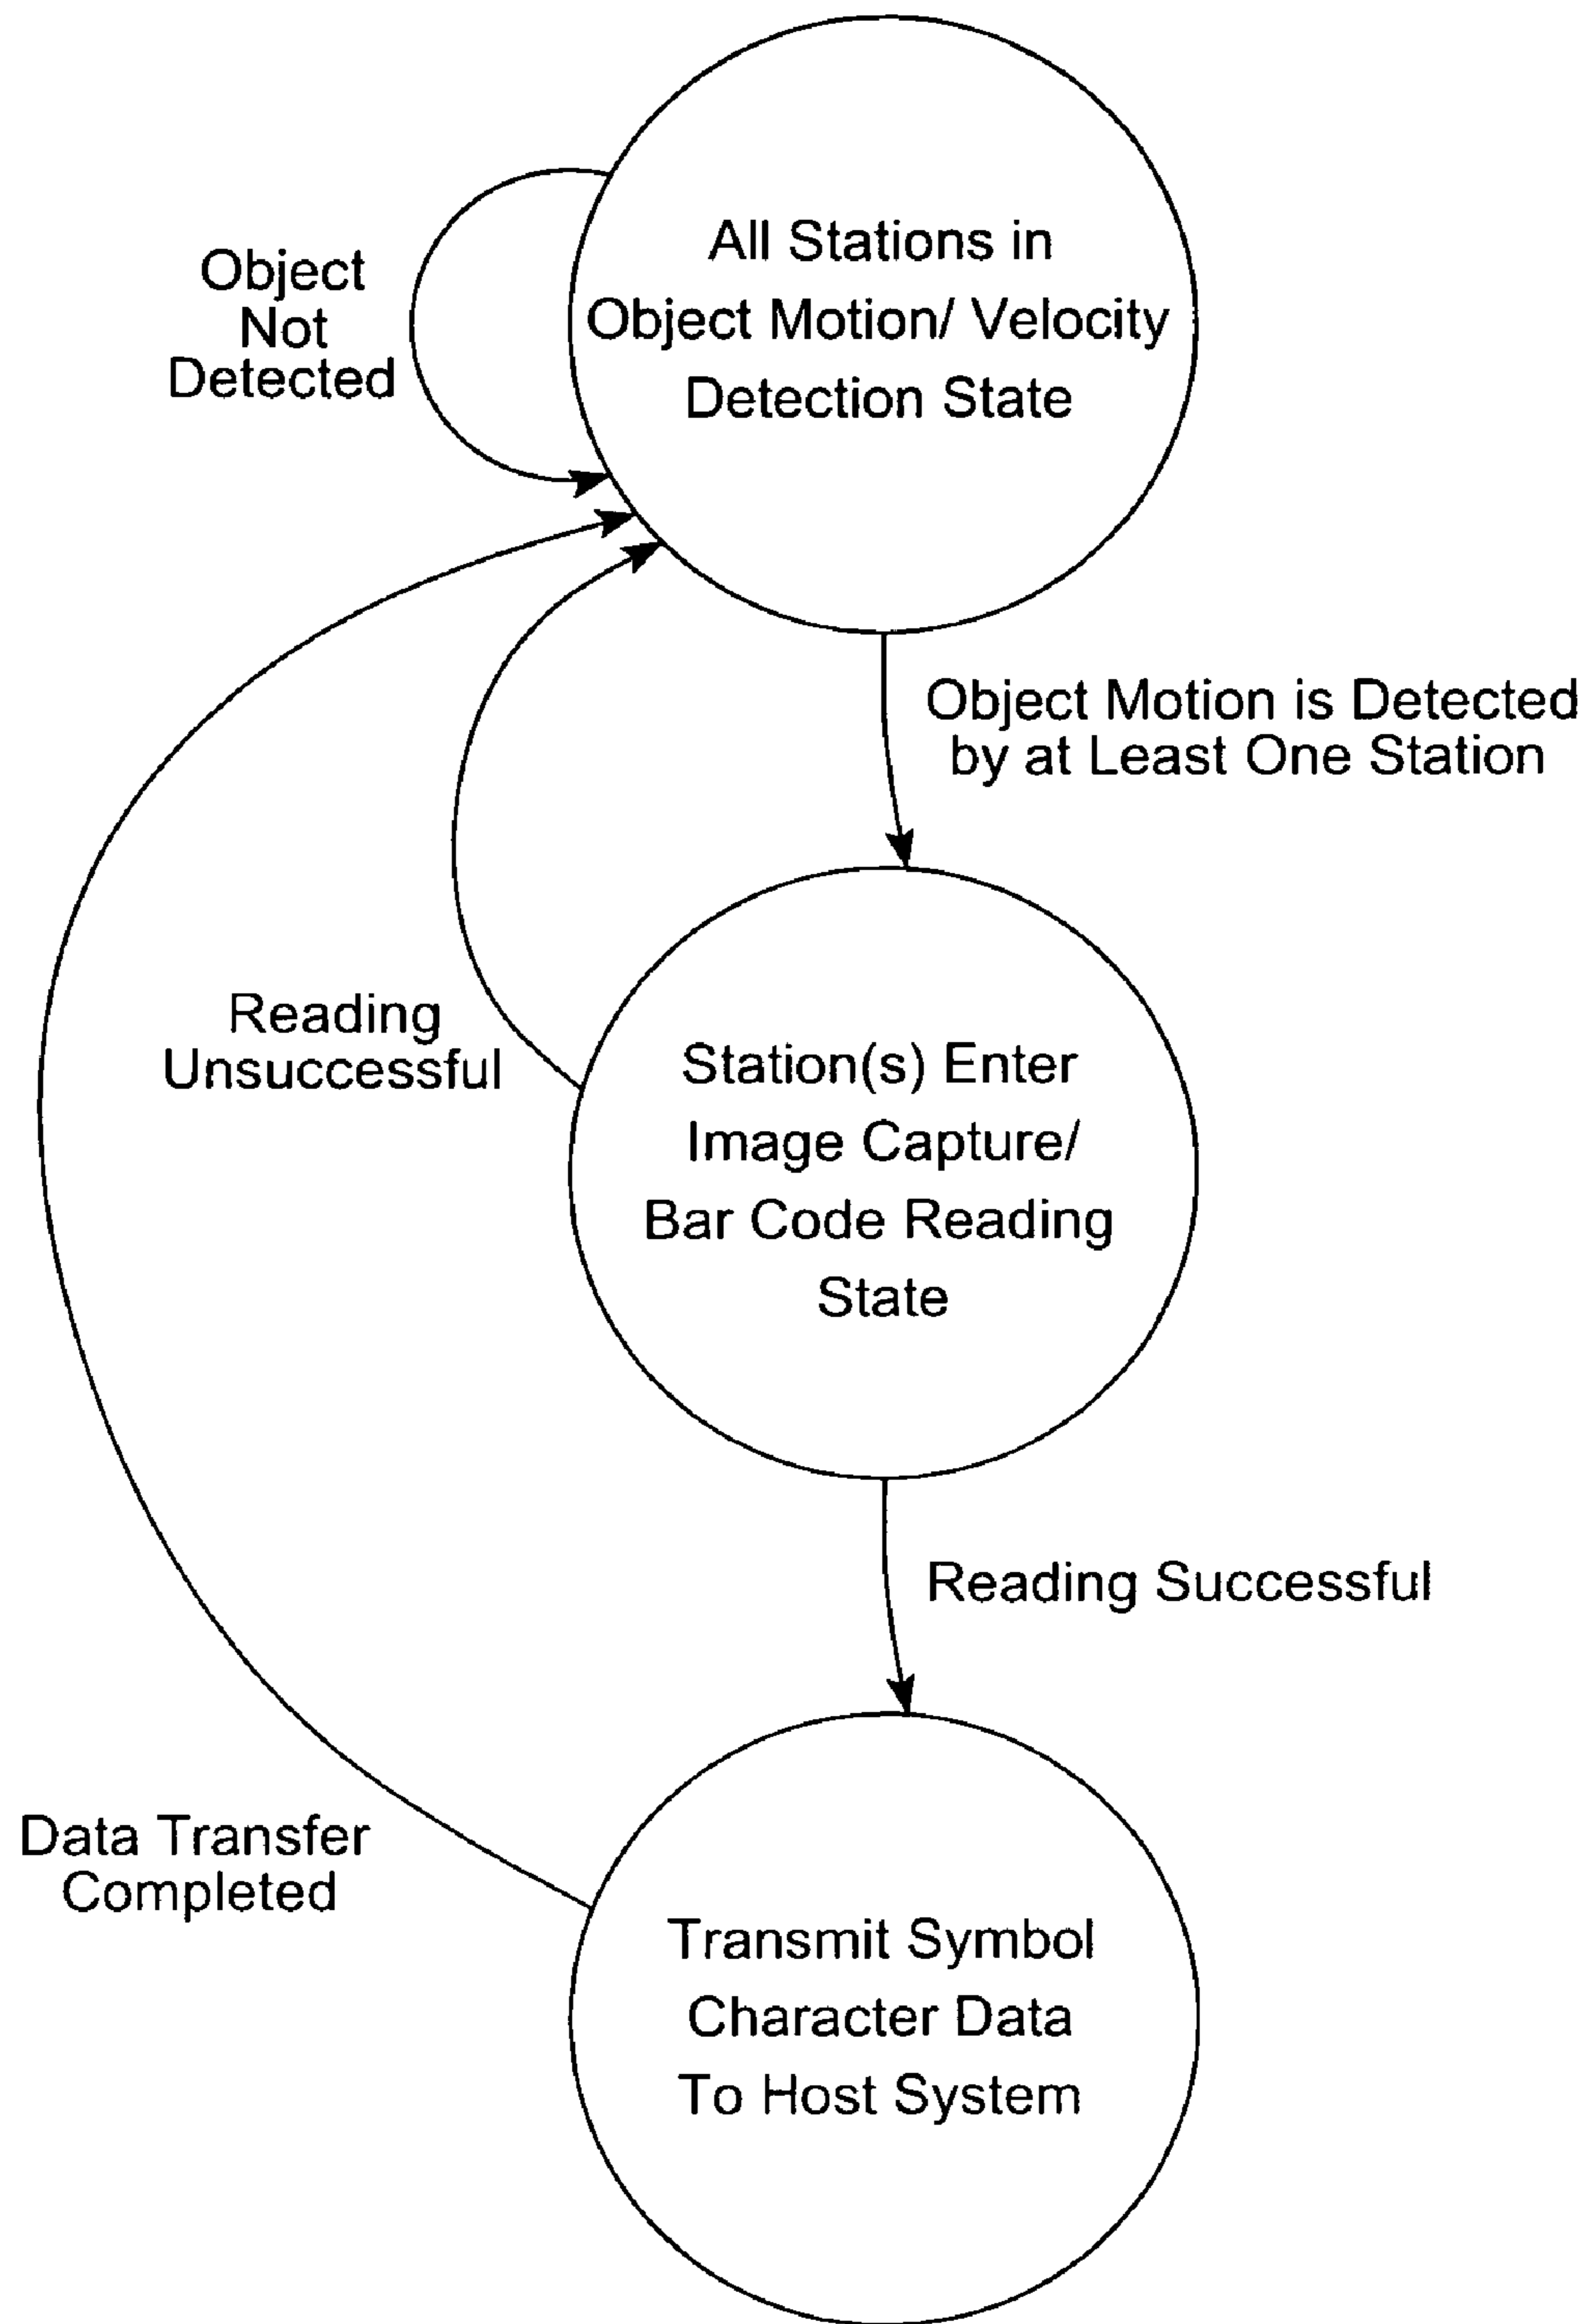 All Stations in
Object Motion/ Velocity
Detection State
Object
Not
Detected
Object Motion is Detected
by at Least One Station
Reading
Unsuccessful
Station(s) Enter
Image Capture/
Bar Code Reading
State
Reading Successful
Data Transfer
Completed
Transmit Symbol
Character Data
To Host System